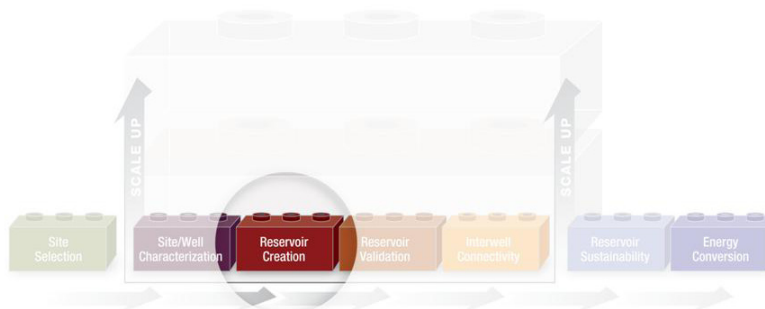 SCALE UP
SCALE UP
Site
Selection
Site/Well
Characterization
Reservoir
Creation
Reservoir
Validation
Interwell
Connectivity
Reservoir
Sustainability
Energy
Conversion